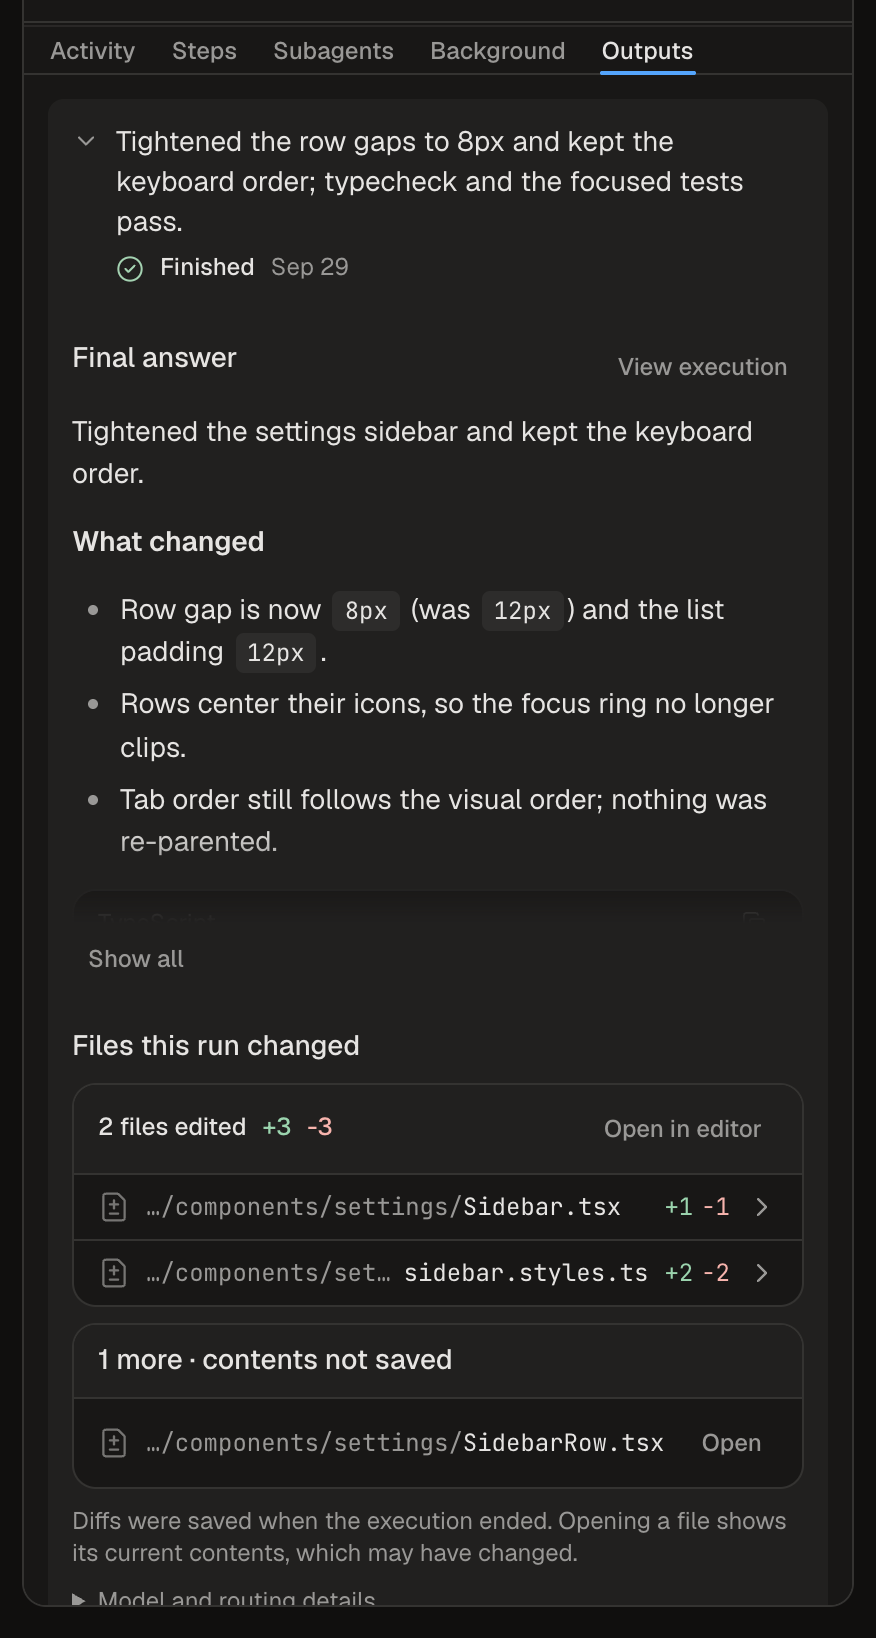 Activity Steps Subagents Background Outputs
Tightened the row gaps to 8px and kept the
keyboard order; typecheck and the focused tests
pass.
Finished Sep 29
Final answer
View execution
Tightened the settings sidebar and kept the keyboard
order.
What changed
• Row gap is now 8px (was 12px) and the list
padding 12px.
• Rows center their icons, so the focus ring no longer
clips.
• Tab order still follows the visual order; nothing was
re-parented.
TypeScript
Show all
Files this run changed
2 files edited +3 -3 Open in editor
…/components/settings/Sidebar.tsx +1 -1
…/components/set… sidebar.styles.ts +2 -2
1 more · contents not saved
…/components/settings/SidebarRow.tsx Open
Diffs were saved when the execution ended. Opening a file shows
its current contents, which may have changed.
Model and routing details